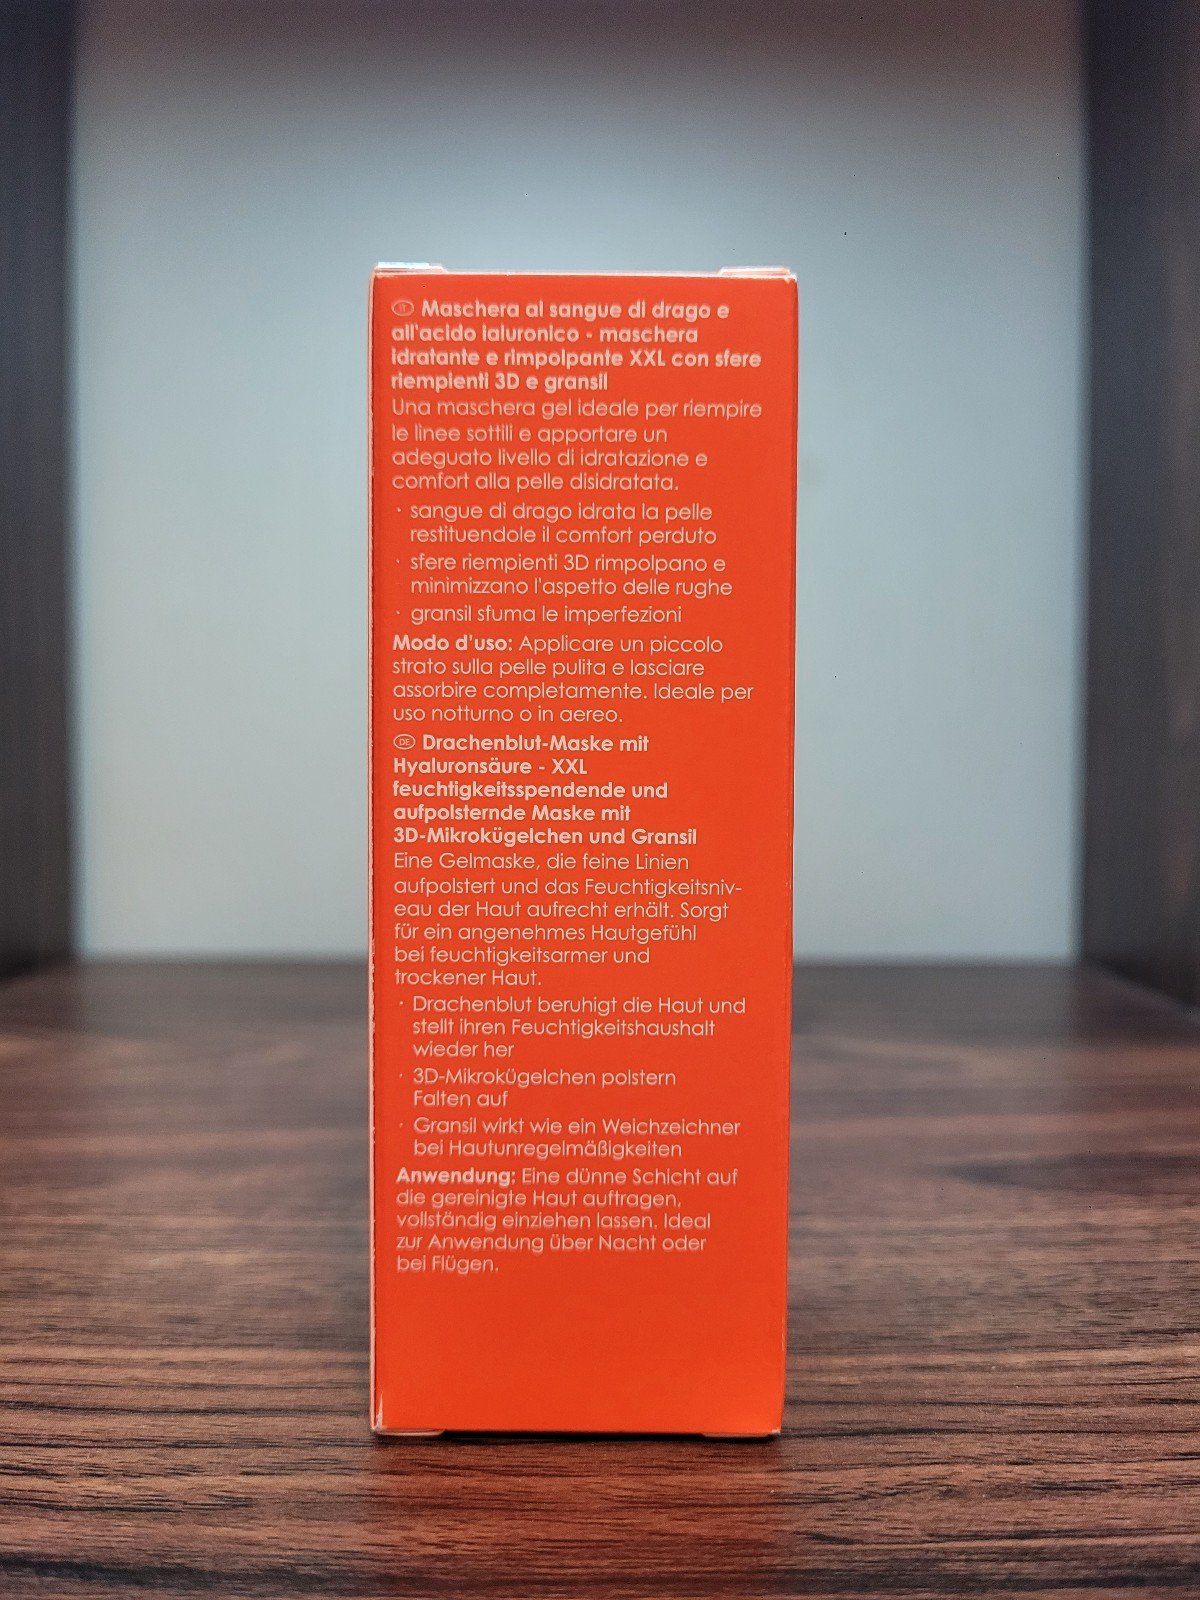 IT Maschera al sangue di drago e
all'acido ialuronico - maschera
idratante e rimpolpante XXL con sfere
riempienti 3D e gransil
Una maschera gel ideale per riempire
le linee sottili e apportare un
adeguato livello di idratazione e
comfort alla pelle disidratata.
· sangue di drago idrata la pelle
restituendole il comfort perduto
· sfere riempienti 3D rimpolpano e
minimizzano l'aspetto delle rughe
· gransil sfuma le imperfezioni
Modo d'uso: Applicare un piccolo
strato sulla pelle pulita e lasciare
assorbire completamente. Ideale per
uso notturno o in aereo.
DE Drachenblut-Maske mit
Hyaluronsäure - XXL
feuchtigkeitsspendende und
aufpolsternde Maske mit
3D-Mikrokügelchen und Gransil
Eine Gelmaske, die feine Linien
aufpolstert und das Feuchtigkeitsniv-
eau der Haut aufrecht erhält. Sorgt
für ein angenehmes Hautgefühl
bei feuchtigkeitsarmer und
trockener Haut.
· Drachenblut beruhigt die Haut und
stellt ihren Feuchtigkeitshaushalt
wieder her
· 3D-Mikrokügelchen polstern
Falten auf
· Gransil wirkt wie ein Weichzeichner
bei Hautunregelmäßigkeiten
Anwendung: Eine dünne Schicht auf
die gereinigte Haut auftragen,
vollständig einziehen lassen. Ideal
zur Anwendung über Nacht oder
bei Flügen.